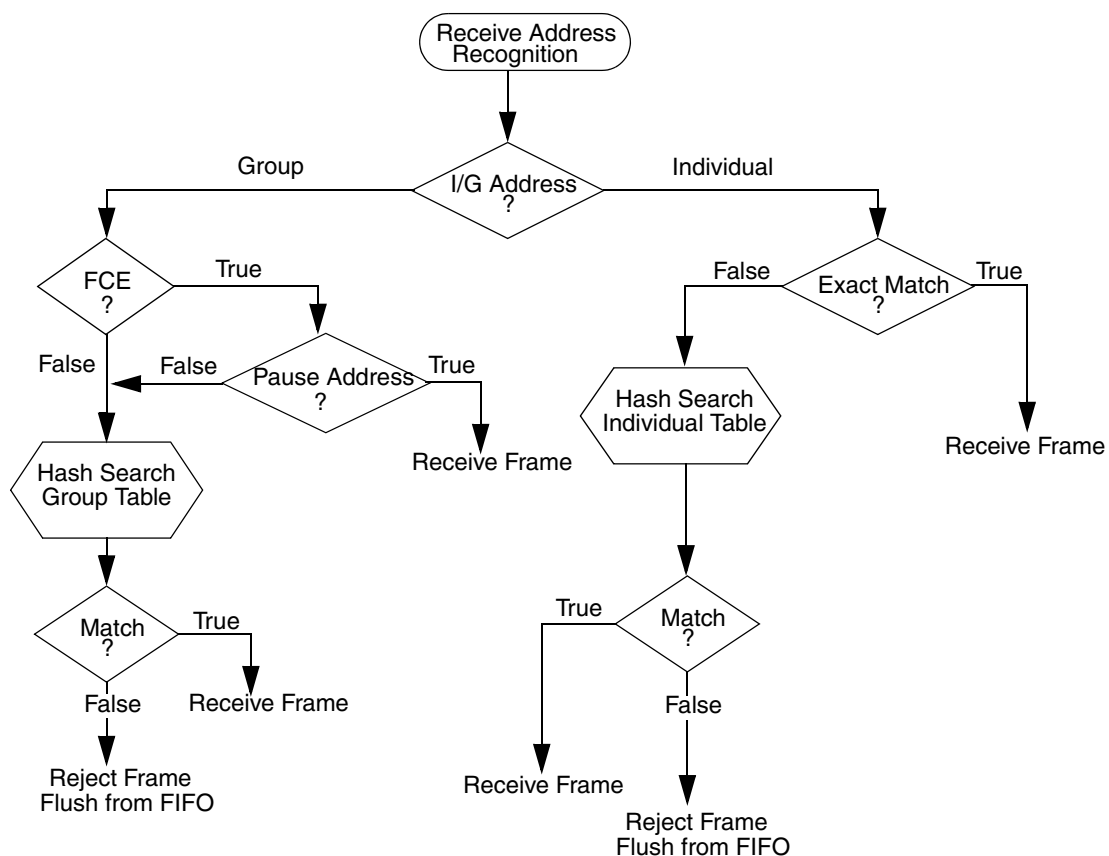 Receive Address
Recognition
Group
I/G Address
?
Individual
FCE
?
True
False
Exact Match
?
True
False
False
Pause Address
?
True
Hash Search
Individual Table
Receive Frame
Receive Frame
Hash Search
Group Table
Match
?
True
True
Match
?
False
Receive Frame
False
Reject Frame
Flush from FIFO
Receive Frame
Reject Frame
Flush from FIFO